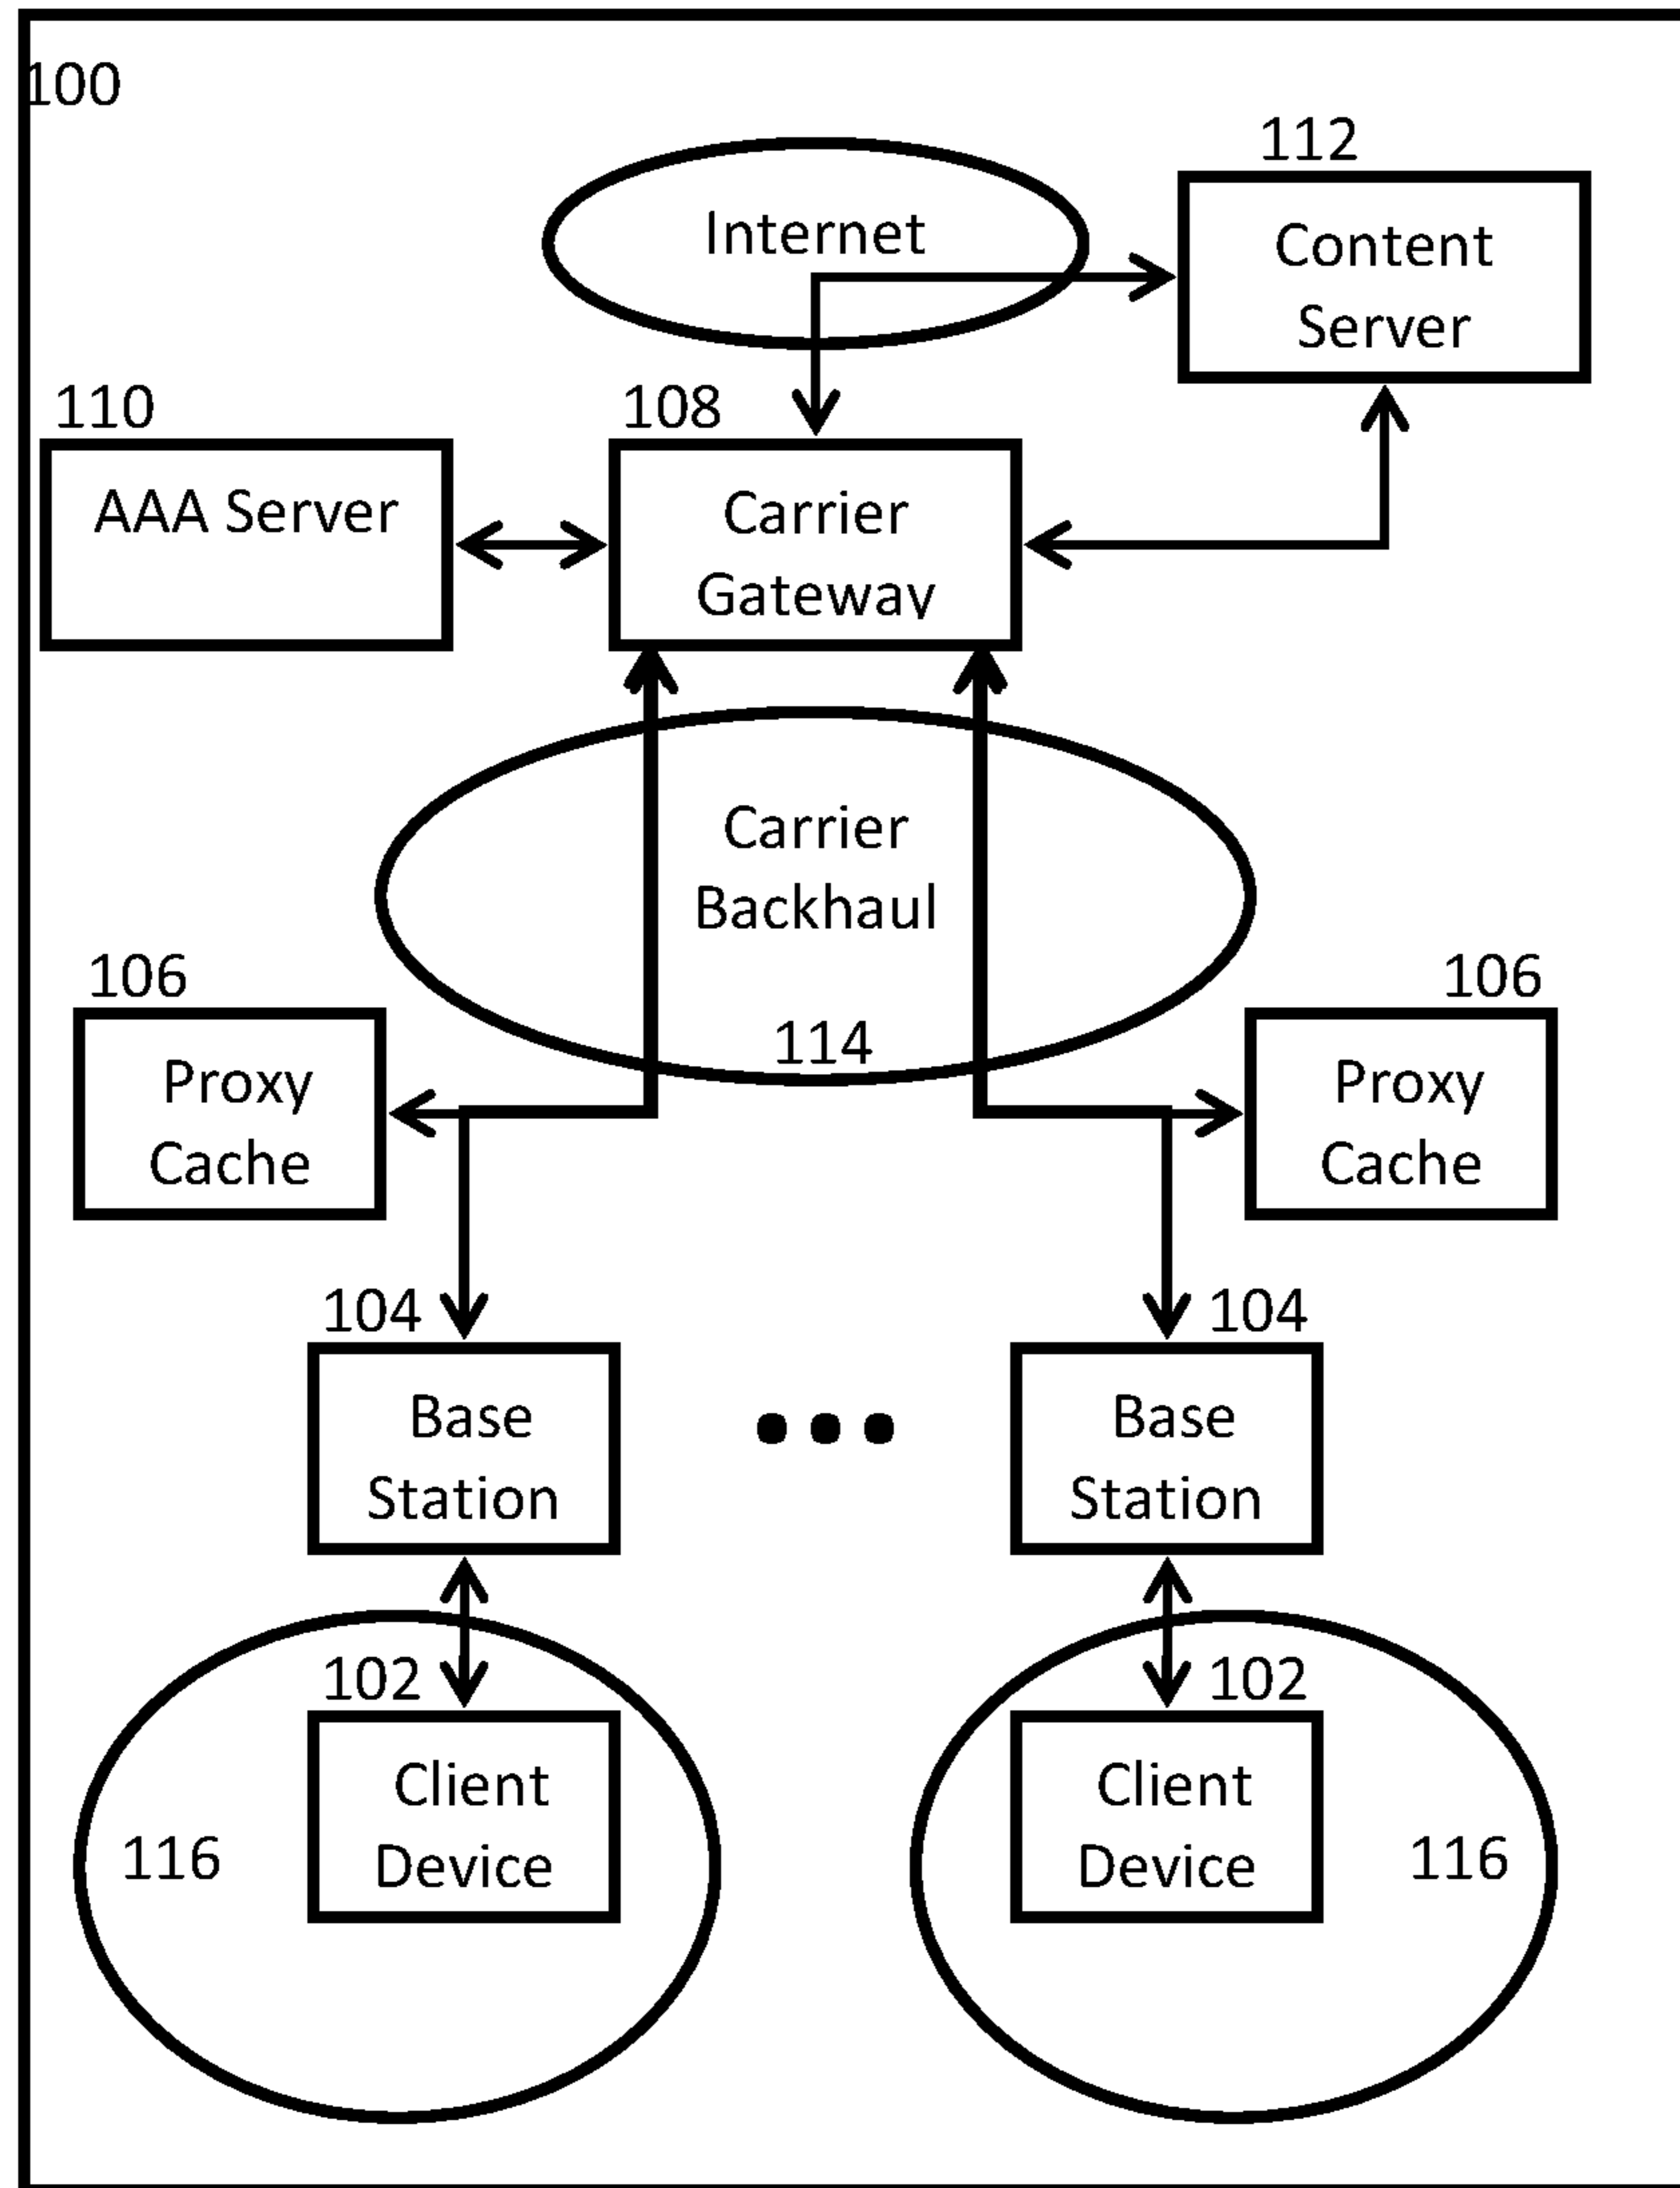 100
112
Internet
Content
Server
110
108
AAA Server
Carrier
Gateway
Carrier
Backhaul
114
106
106
Proxy
Cache
Proxy
Cache
104
104
Base
Station
Base
Station
102
102
Client
Device
Client
Device
116
116